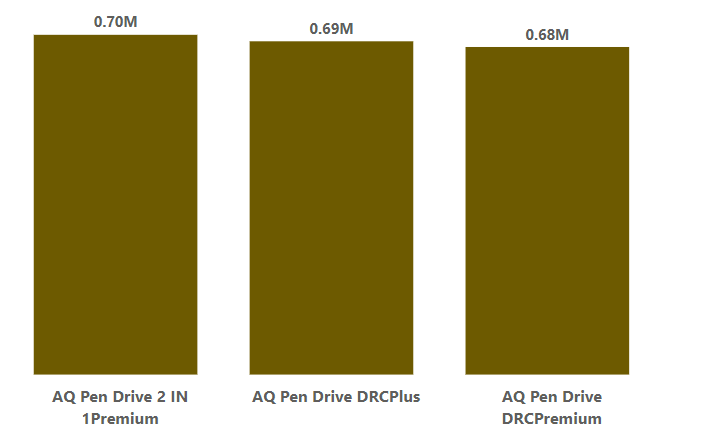 0.70M
0.69M
0.68M
AQ Pen Drive 2 IN
1Premium
AQ Pen Drive DRCPlus
AQ Pen Drive
DRCPremium